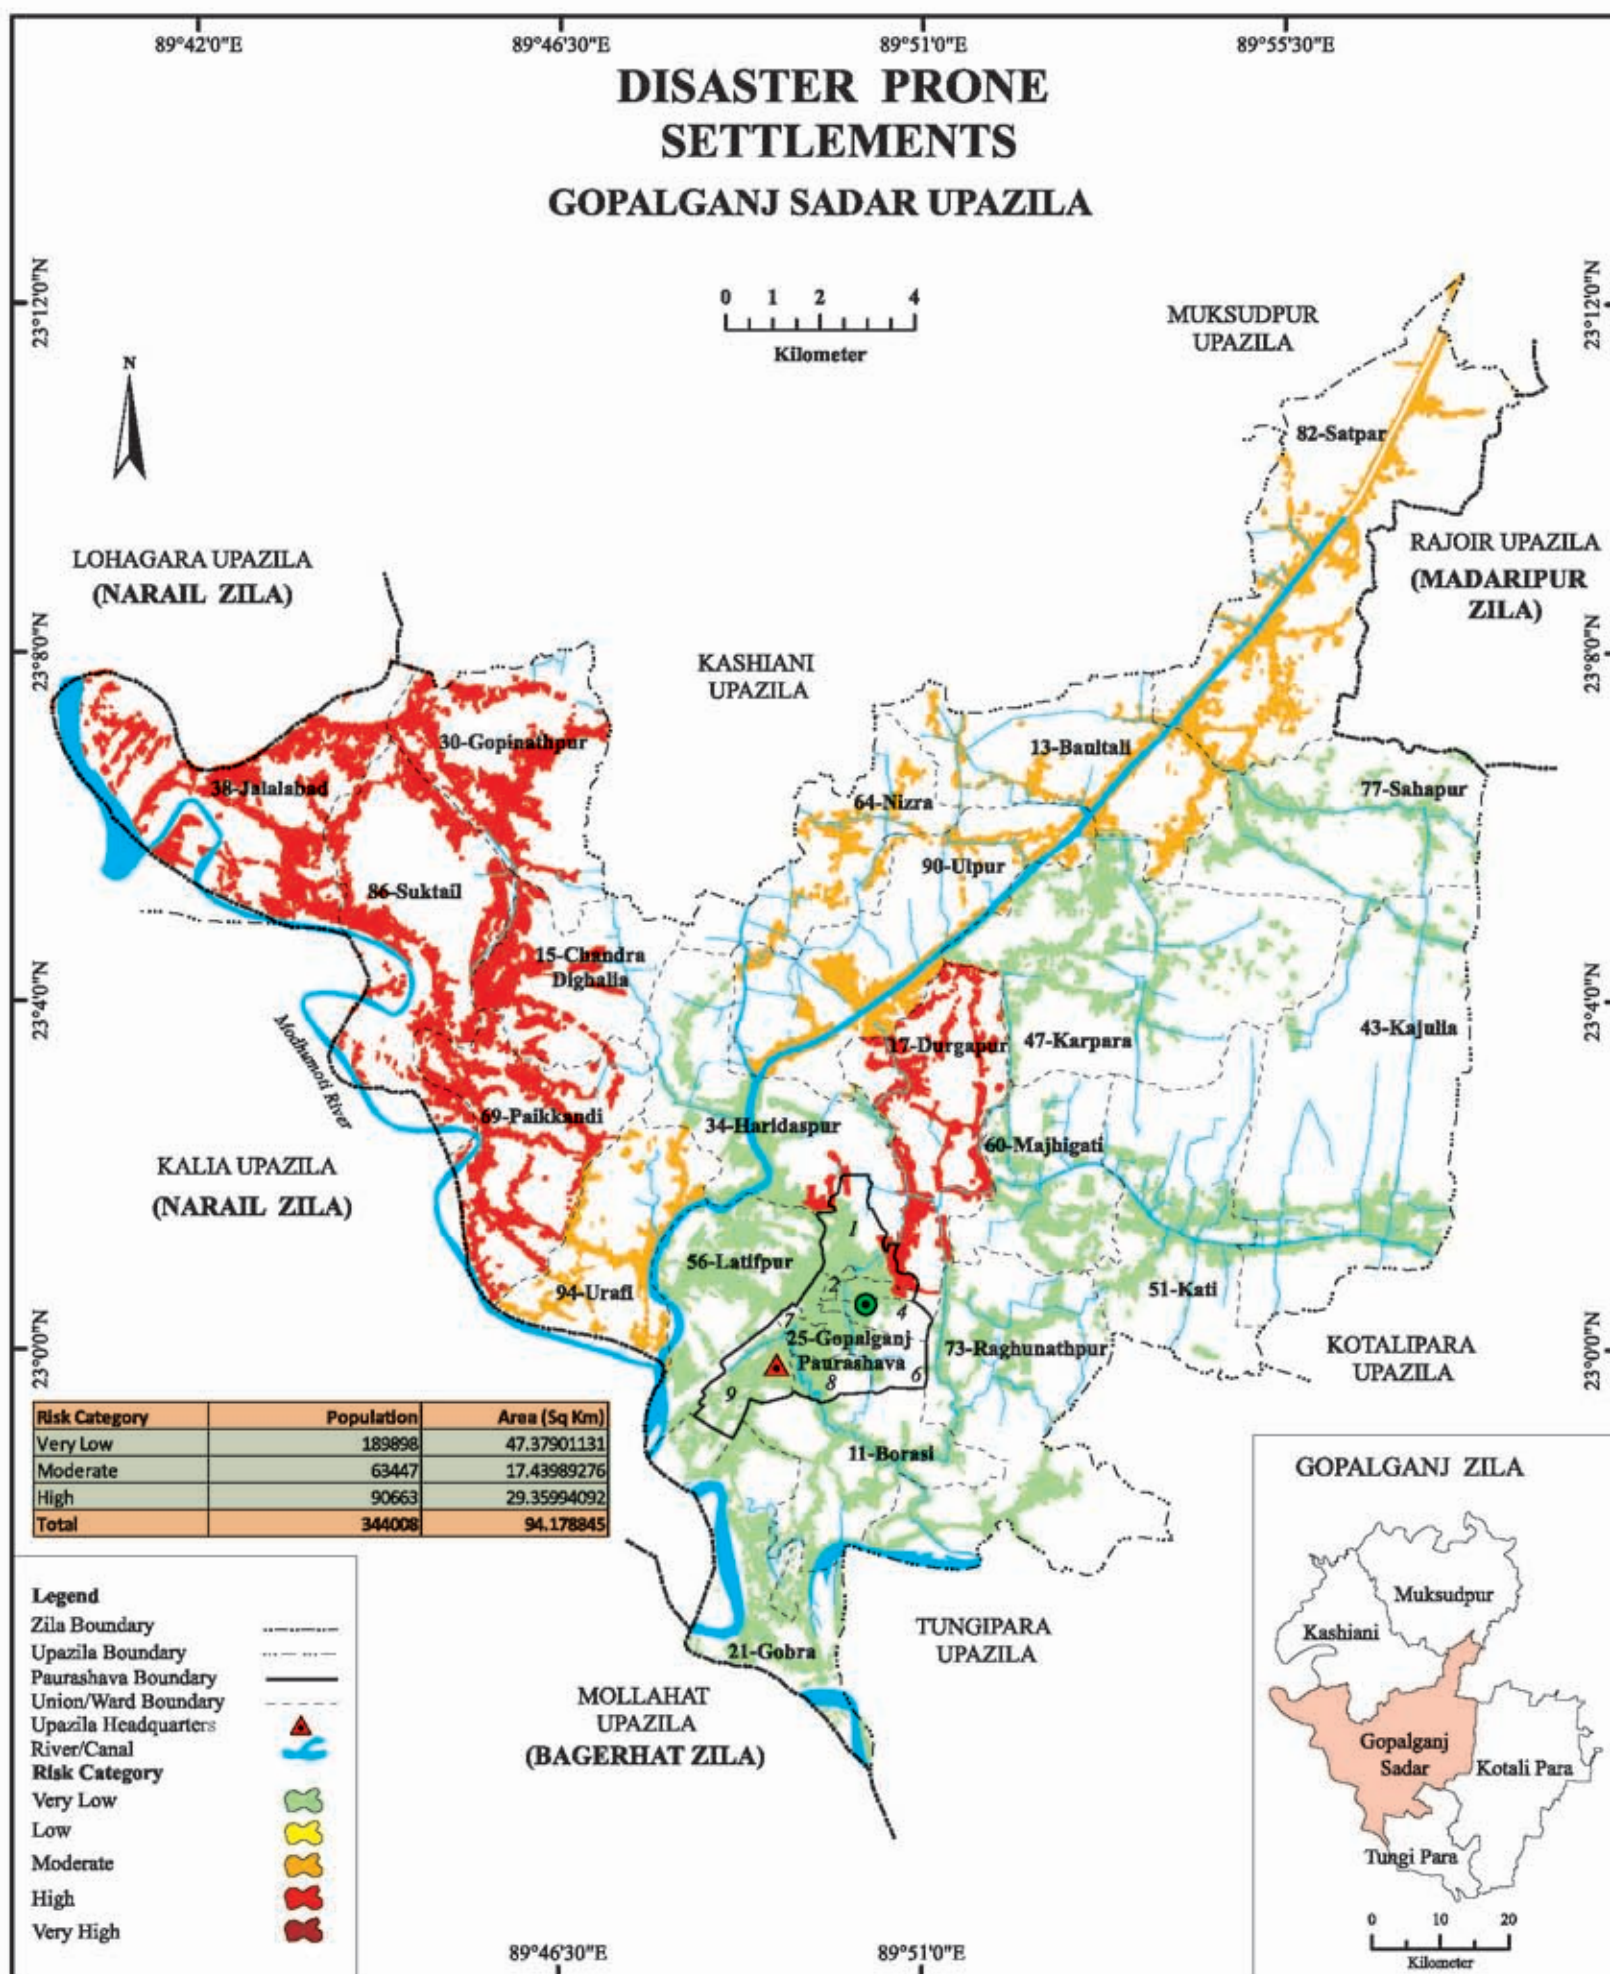 89°42'0"E
89°46'30"E
89°51'0"E
89°55'30"E
DISASTER PRONE
SETTLEMENTS
GOPALGANJ SADAR UPAZILA
23°12'0"N
0 1 2 4
Kilometer
MUKSUDPUR
UPAZILA
23°12'0"N
N
82-Satpar
LOHAGARA UPAZILA
(NARAIL ZILA)
RAJOIR UPAZILA
(MADARIPUR
ZILA)
23°8'0"N
KASHIANI
UPAZILA
23°8'0"N
30-Gopinathpur
13-Baultali
38-Jalalabad
64-Nizra
77-Sahapur
86-Suktail
90-Ulpur
15-Chandra
Dighalia
23°4'0"N
Modhumoti River
17-Durgapur
47-Karpara
43-Kajulia
23°4'0"N
69-Paikkandi
34-Haridaspur
60-Majhigati
KALIA UPAZILA
(NARAIL ZILA)
1
56-Latifpur
94-Urafi
2
4
51-Kati
7
25-Gopalganj
Paurashava
73-Raghunathpur
6
8
9
KOTALIPARA
UPAZILA
23°0'0"N
23°0'0"N
Risk Category Population Area (Sq Km)
Very Low 189898 47.37901131
Moderate 63447 17.43989276
High 90663 29.35994092
Total 344008 94.178845
11-Borasi
21-Gobra
TUNGIPARA
UPAZILA
MOLLAHAT
UPAZILA
(BAGERHAT ZILA)
Legend
Zila Boundary
Upazila Boundary
Paurashava Boundary
Union/Ward Boundary
Upazila Headquarters
River/Canal
Risk Category
Very Low
Low
Moderate
High
Very High
GOPALGANJ ZILA
Muksudpur
Kashiani
Gopalganj
Sadar
Kotali Para
Tungi Para
0 10 20
Kilometer
89°46'30"E
89°51'0"E